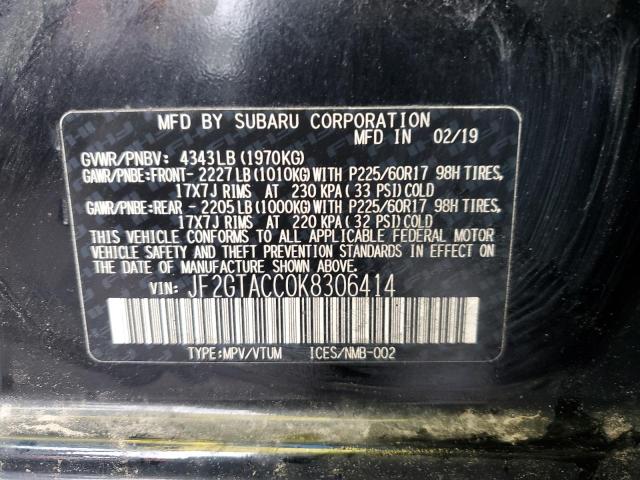 MFD BY SUBARU CORPORATION
MFD IN 02/19
GVWR/PNBV: 4343LB (1970KG)
GAWR/PNBE:FRONT- 2227LB (1010KG) WITH P225/60R17 98H TIRES,
17X7J RIMS AT 230 KPA (33 PSI) COLD
GAWR/PNBE:REAR - 2205LB (1000KG) WITH P225/60R17 98H TIRES,
17X7J RIMS AT 220 KPA (32 PSI) COLD
THIS VEHICLE CONFORMS TO ALL APPLICABLE FEDERAL MOTOR
VEHICLE SAFETY AND THEFT PREVENTION STANDARDS IN EFFECT ON
THE DATE OF MANUFACTURE SHOWN ABOVE.
VIN: JF2GTACC0K8306414
TYPE:MPV/VTUM ICES/NMB-002